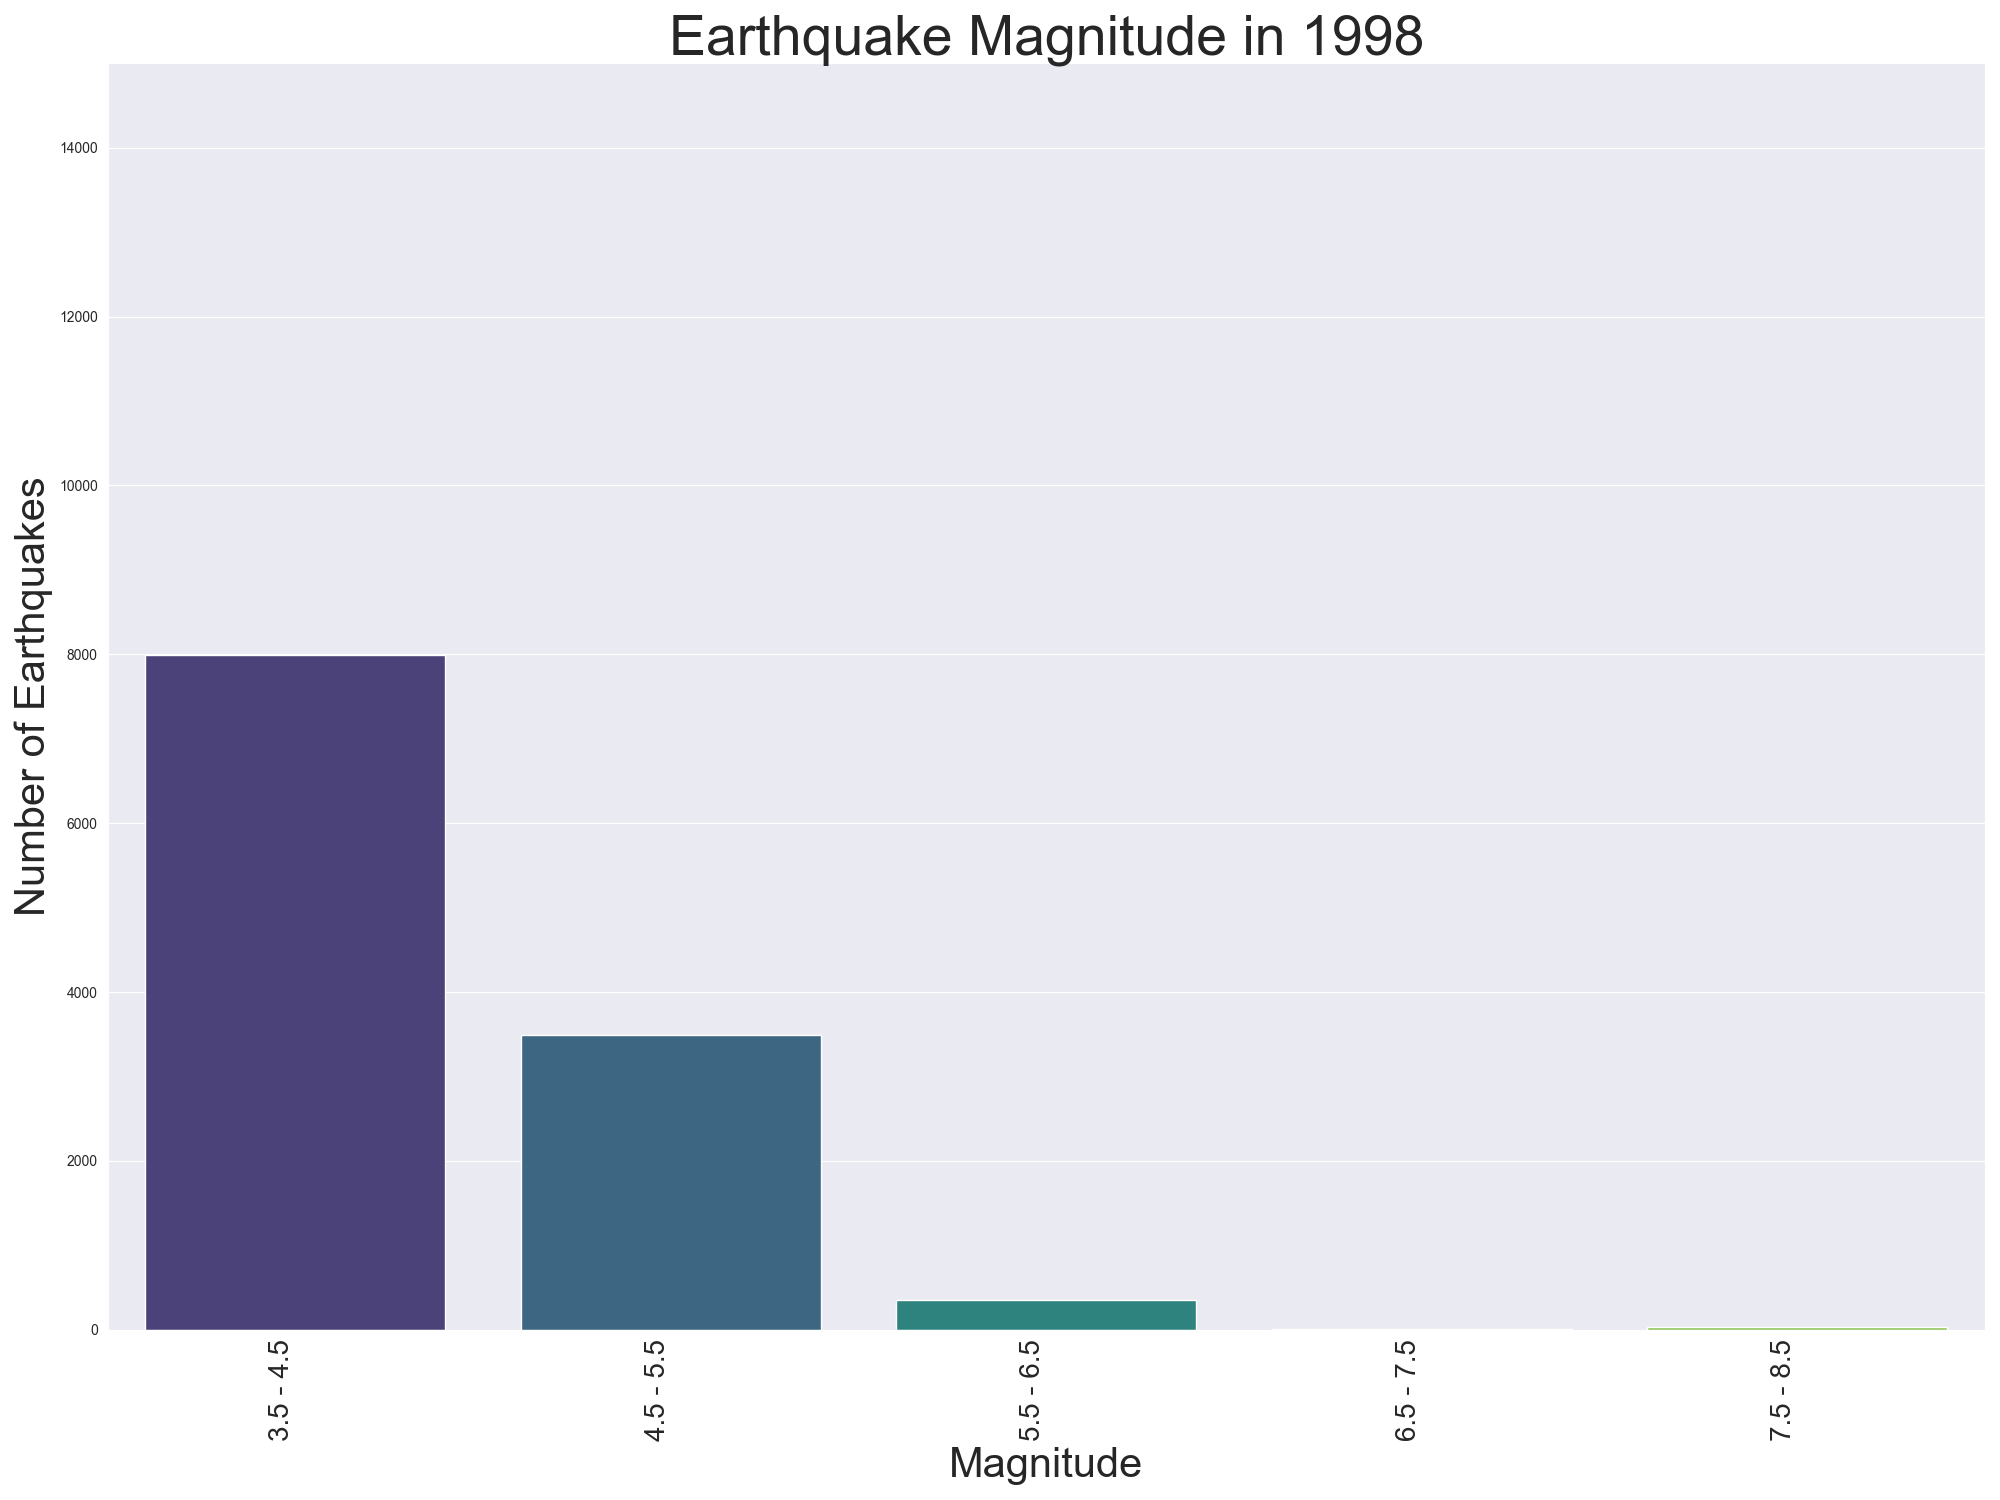 Earthquake Magnitude in 1998
Number of Earthquakes
14000
12000
10000
8000
6000
4000
2000
0
3.5 - 4.5
4.5 - 5.5
5.5 - 6.5
6.5 - 7.5
7.5 - 8.5
Magnitude